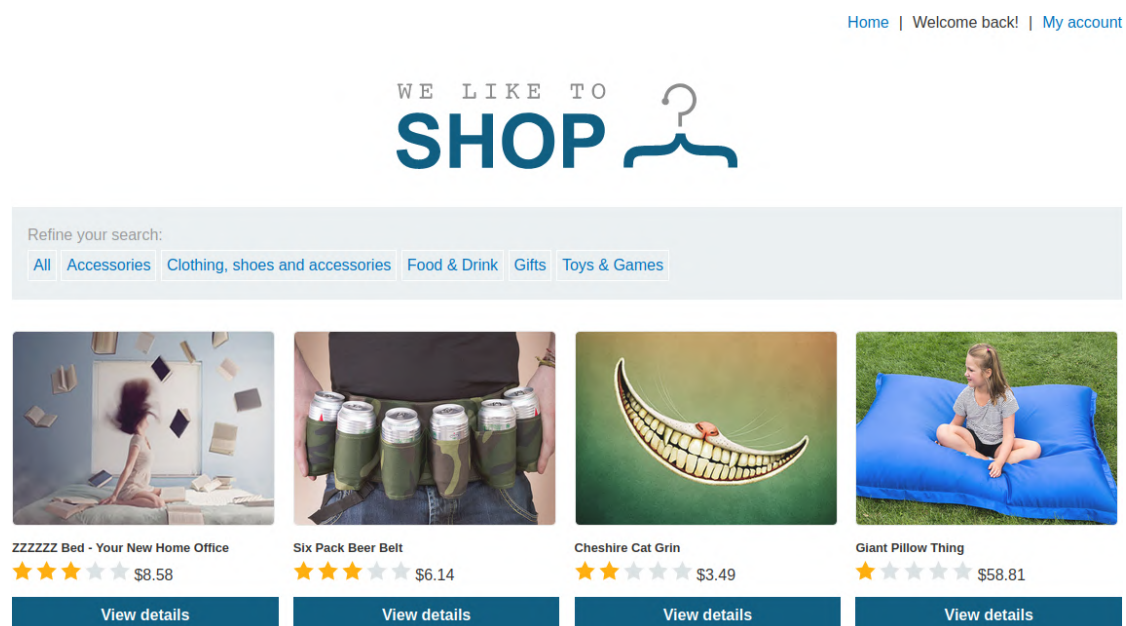 Home | Welcome back! | My account
WE LIKE TO
SHOP
Refine your search:
All Accessories Clothing, shoes and accessories Food & Drink Gifts Toys & Games
ZZZZZZ Bed - Your New Home Office Six Pack Beer Belt Cheshire Cat Grin Giant Pillow Thing
$8.58 $6.14 $3.49 $58.81
View details View details View details View details